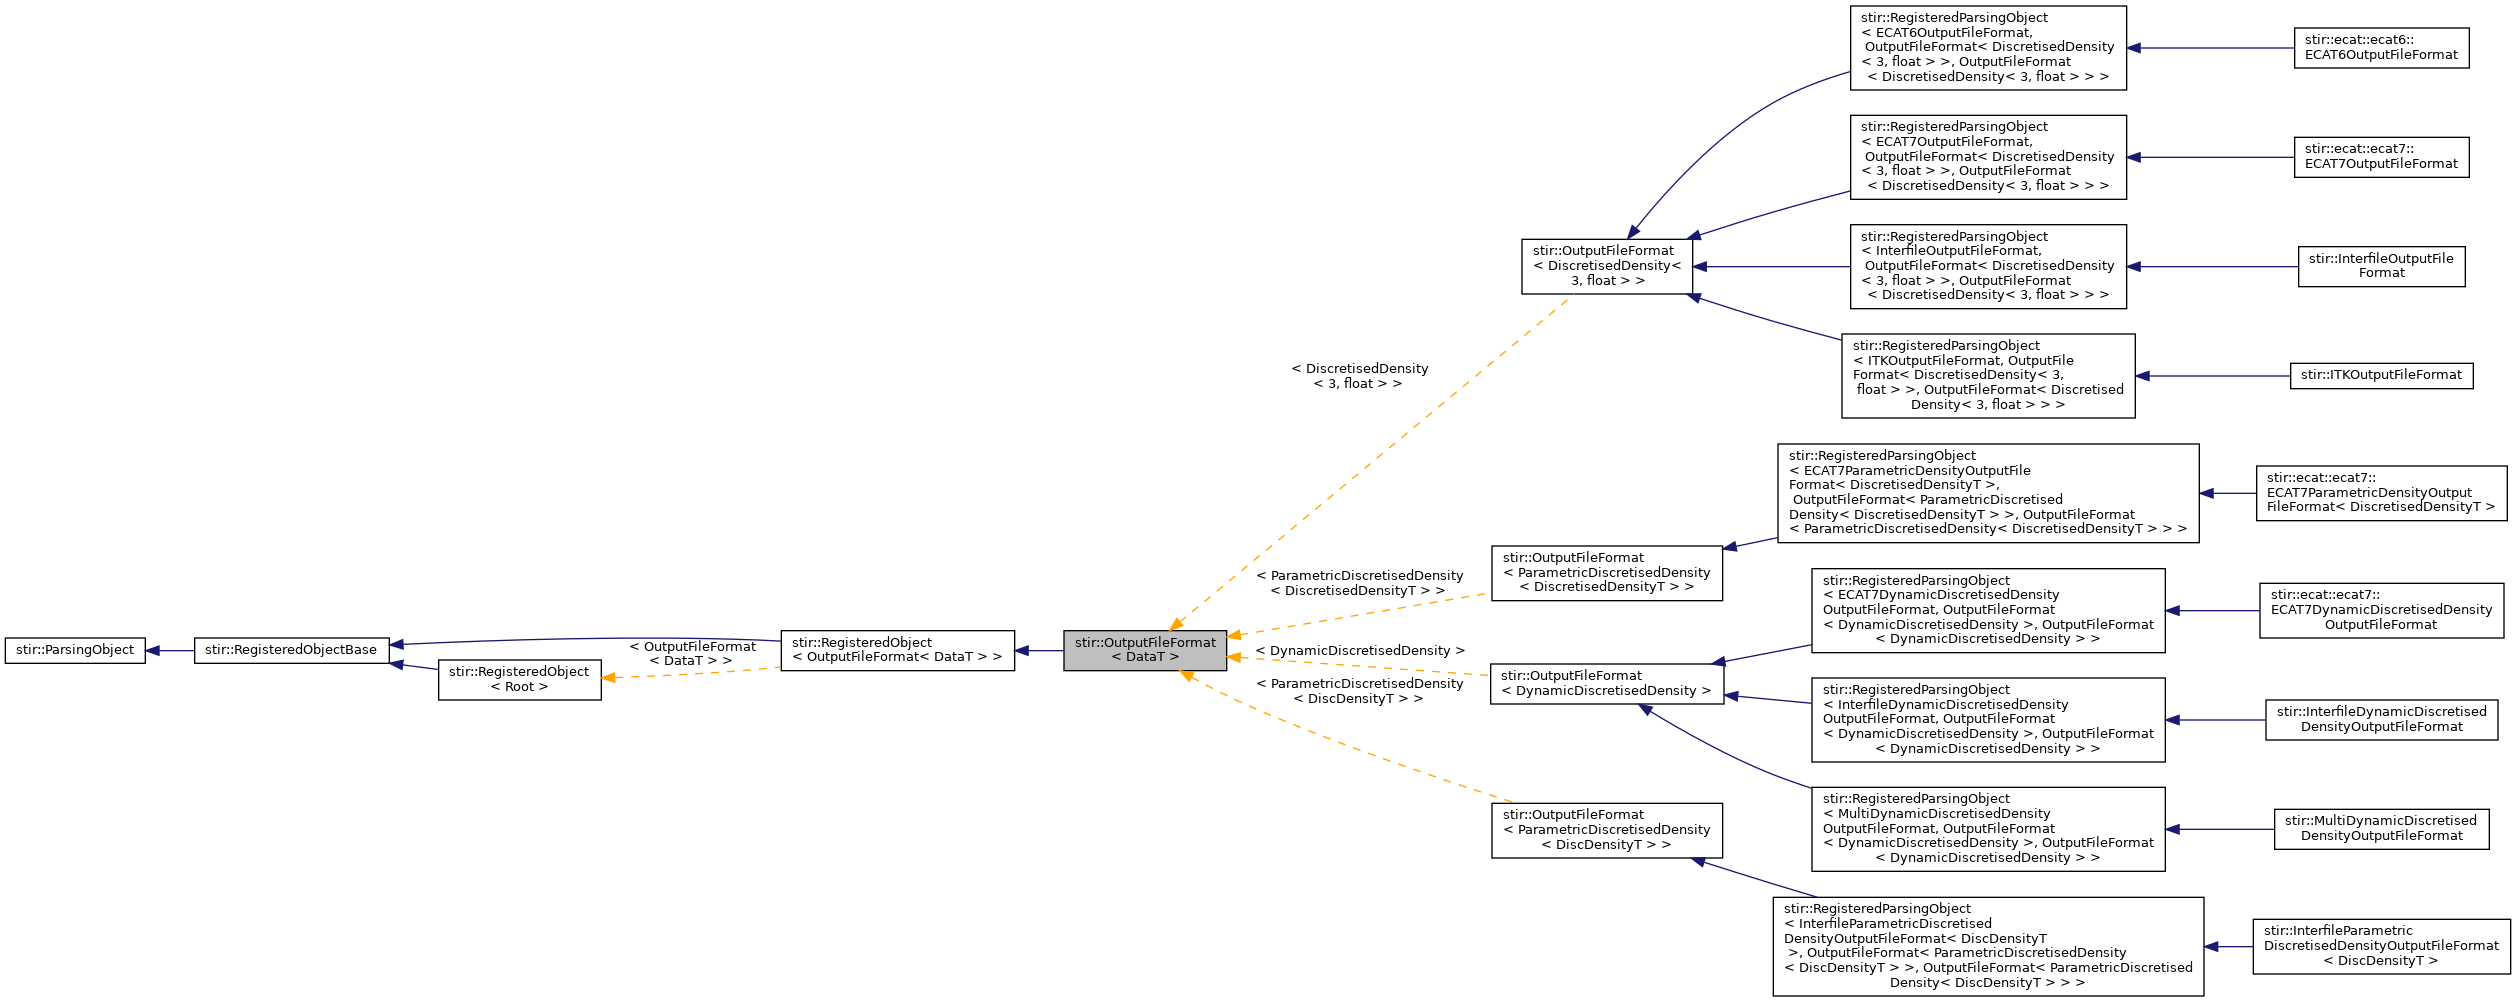 stir::ParsingObject
stir::RegisteredObjectBase
stir::RegisteredObject
< Root >
< OutputFileFormat
< DataT > >
stir::RegisteredObject
< OutputFileFormat< DataT > >
stir::OutputFileFormat
< DataT >
< DiscretisedDensity
< 3, float > >
< ParametricDiscretisedDensity
< DiscretisedDensityT > >
< DynamicDiscretisedDensity >
< ParametricDiscretisedDensity
< DiscDensityT > >
stir::OutputFileFormat
< DiscretisedDensity<
3, float > >
stir::OutputFileFormat
< ParametricDiscretisedDensity
< DiscretisedDensityT > >
stir::OutputFileFormat
< DynamicDiscretisedDensity >
stir::OutputFileFormat
< ParametricDiscretisedDensity
< DiscDensityT > >
stir::RegisteredParsingObject
< ECAT6OutputFileFormat,
OutputFileFormat< DiscretisedDensity
< 3, float > >, OutputFileFormat
< DiscretisedDensity< 3, float > > >
stir::RegisteredParsingObject
< ECAT7OutputFileFormat,
OutputFileFormat< DiscretisedDensity
< 3, float > >, OutputFileFormat
< DiscretisedDensity< 3, float > > >
stir::RegisteredParsingObject
< InterfileOutputFileFormat,
OutputFileFormat< DiscretisedDensity
< 3, float > >, OutputFileFormat
< DiscretisedDensity< 3, float > > >
stir::RegisteredParsingObject
< ITKOutputFileFormat, OutputFile
Format< DiscretisedDensity< 3,
float > >, OutputFileFormat< Discretised
Density< 3, float > > >
stir::RegisteredParsingObject
< ECAT7ParametricDensityOutputFile
Format< DiscretisedDensityT >,
OutputFileFormat< ParametricDiscretised
Density< DiscretisedDensityT > >, OutputFileFormat
< ParametricDiscretisedDensity< DiscretisedDensityT > > >
stir::RegisteredParsingObject
< ECAT7DynamicDiscretisedDensity
OutputFileFormat, OutputFileFormat
< DynamicDiscretisedDensity >, OutputFileFormat
< DynamicDiscretisedDensity > >
stir::RegisteredParsingObject
< InterfileDynamicDiscretisedDensity
OutputFileFormat, OutputFileFormat
< DynamicDiscretisedDensity >, OutputFileFormat
< DynamicDiscretisedDensity > >
stir::RegisteredParsingObject
< MultiDynamicDiscretisedDensity
OutputFileFormat, OutputFileFormat
< DynamicDiscretisedDensity >, OutputFileFormat
< DynamicDiscretisedDensity > >
stir::RegisteredParsingObject
< InterfileParametricDiscretised
DensityOutputFileFormat< DiscDensityT
>, OutputFileFormat< ParametricDiscretisedDensity
< DiscDensityT > >, OutputFileFormat< ParametricDiscretised
Density< DiscDensityT > > >
stir::ecat::ecat6::
ECAT6OutputFileFormat
stir::ecat::ecat7::
ECAT7OutputFileFormat
stir::InterfileOutputFile
Format
stir::ITKOutputFileFormat
stir::ecat::ecat7::
ECAT7ParametricDensityOutput
FileFormat< DiscretisedDensityT >
stir::ecat::ecat7::
ECAT7DynamicDiscretisedDensity
OutputFileFormat
stir::InterfileDynamicDiscretised
DensityOutputFileFormat
stir::MultiDynamicDiscretised
DensityOutputFileFormat
stir::InterfileParametric
DiscretisedDensityOutputFileFormat
< DiscDensityT >